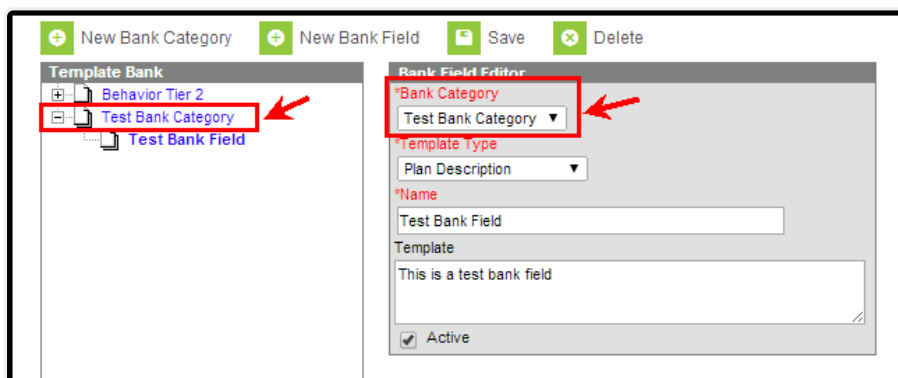 New Bank Category New Bank Field Save Delete
Template Bank
Behavior Tier 2
Test Bank Category
Test Bank Field
Bank Field Editor
*Bank Category
Test Bank Category
*Template Type
Plan Description
*Name
Test Bank Field
Template
This is a test bank field
Active